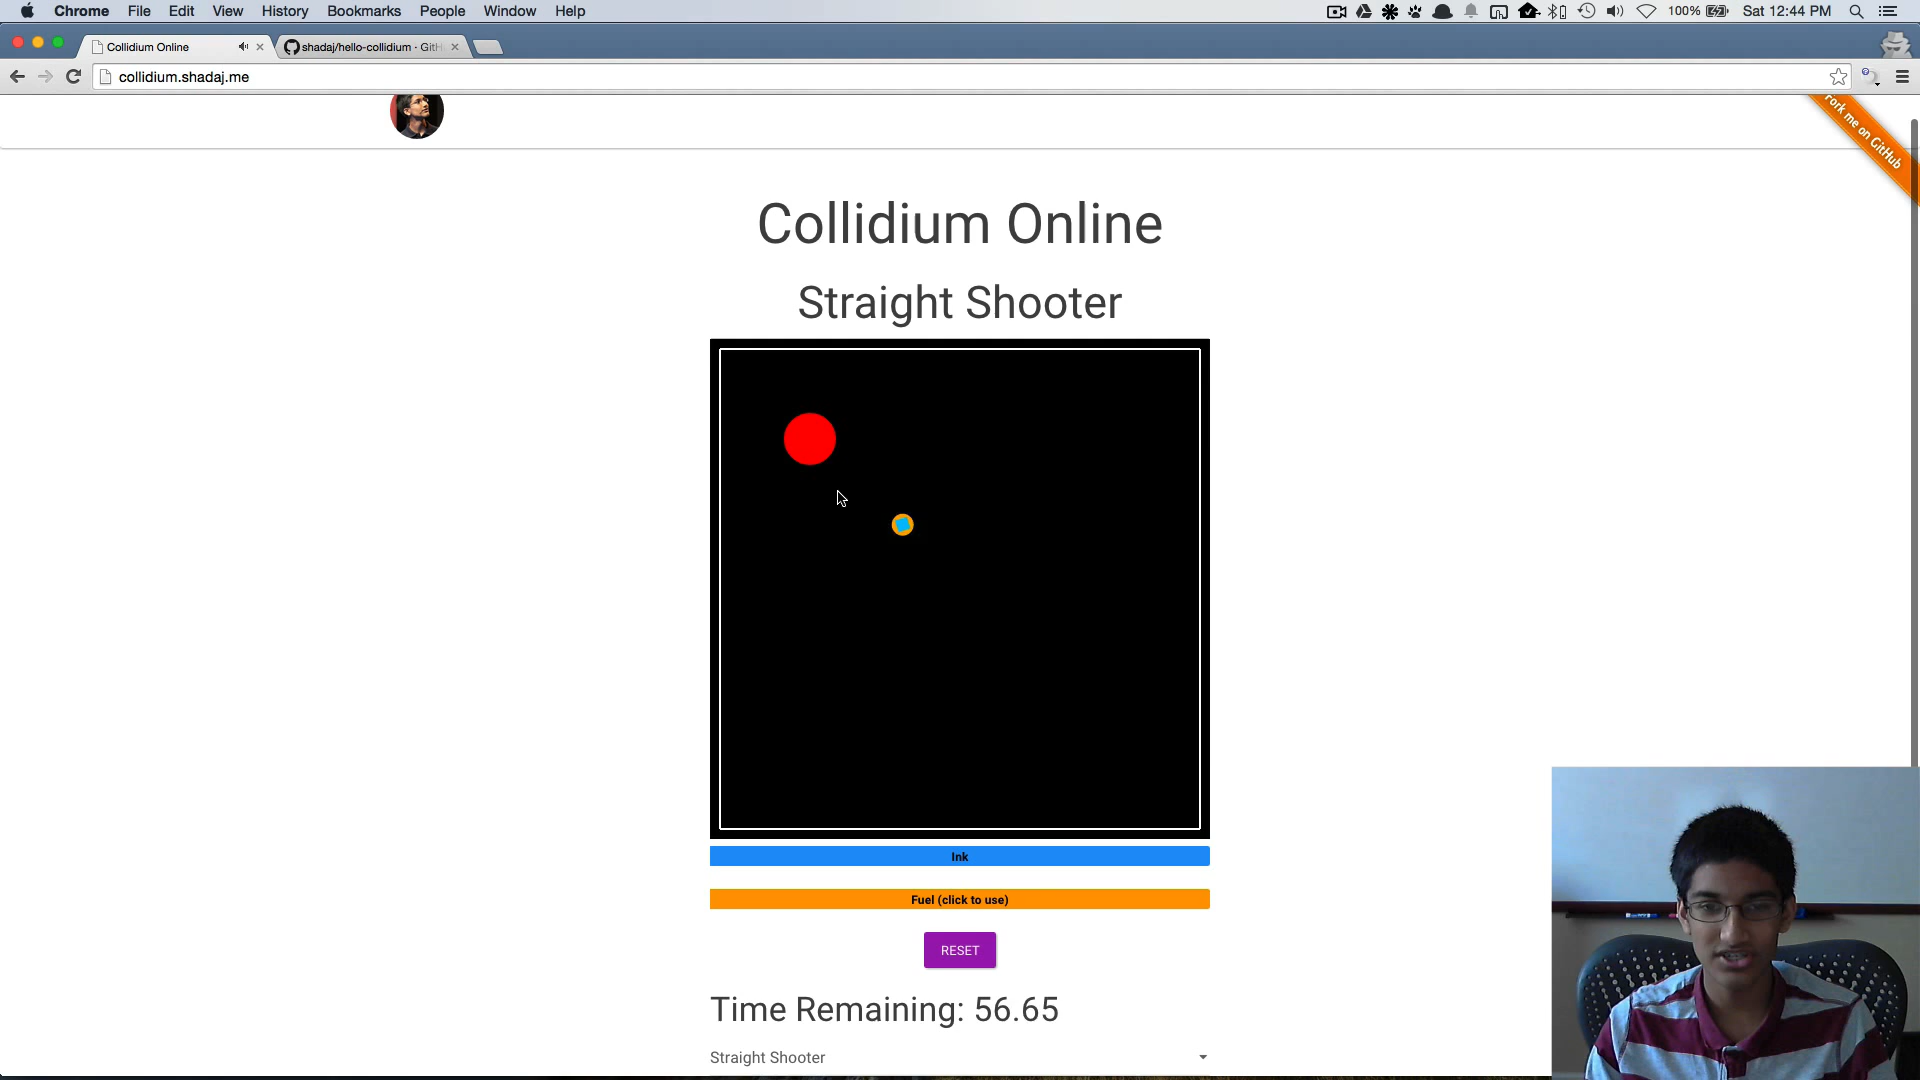 Chrome File Edit View History Bookmarks People Window Help 100% Sat 12:44 PM
Collidium Online shadaj/hello-collidium · GitH
collidium.shadaj.me
Fork me on GitHub
Collidium Online
Straight Shooter
Ink
Fuel (click to use)
RESET
Time Remaining: 56.65
Straight Shooter